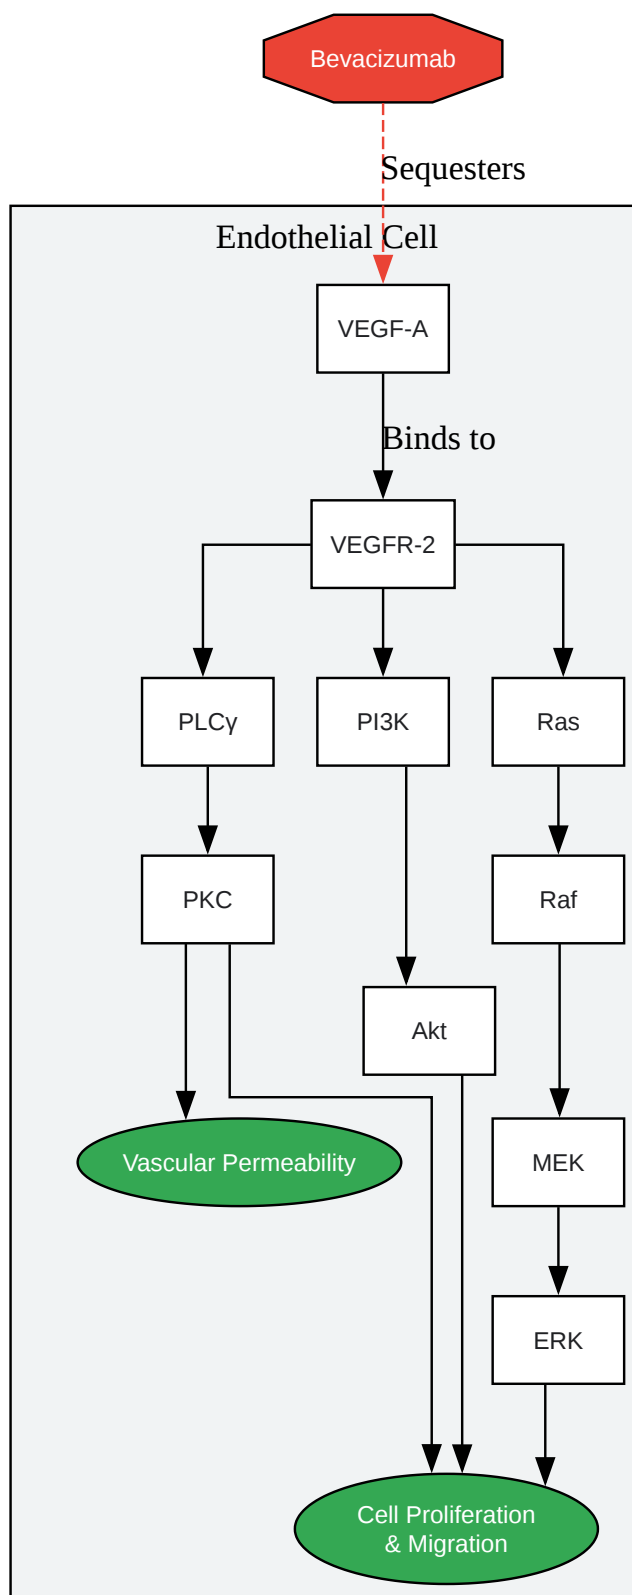 Bevacizumab
Sequesters
Endothelial Cell
VEGF-A
Binds to
VEGFR-2
PLCγ
PI3K
Ras
PKC
Raf
Akt
Vascular Permeability
MEK
ERK
Cell Proliferation
& Migration